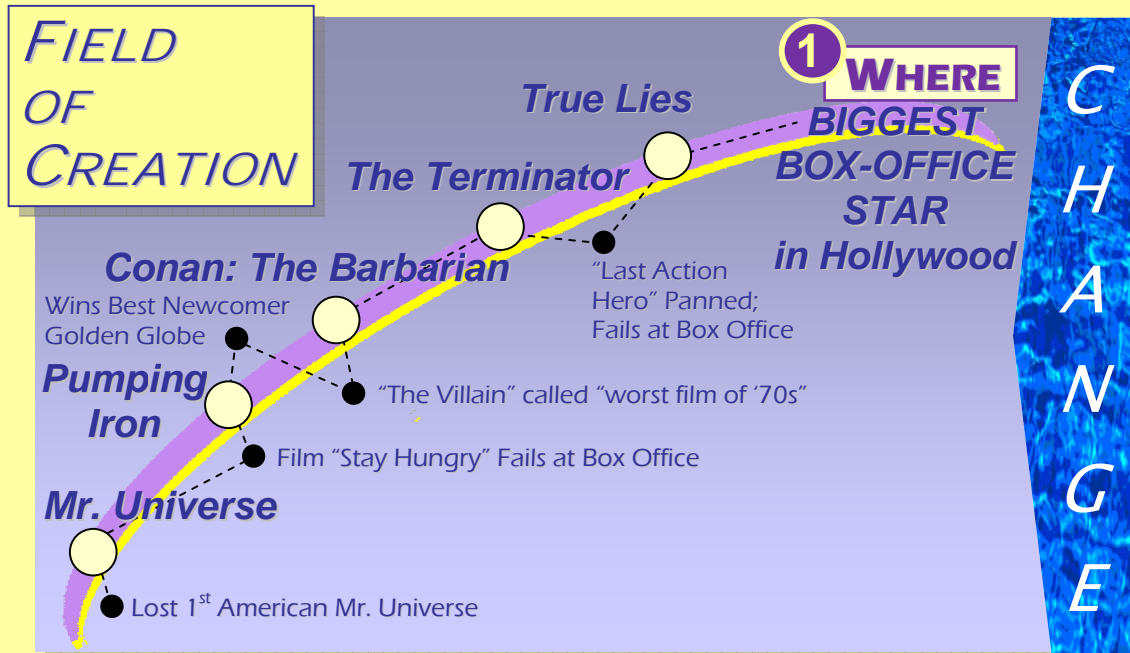 FIELD
OF
CREATION
1
WHERE
BIGGEST
BOX-OFFICE
STAR
in Hollywood
True Lies
The Terminator
"Last Action
Hero" Panned;
Fails at Box Office
Conan: The Barbarian
Wins Best Newcomer
Golden Globe
"The Villain" called "worst film of '70s"
Pumping
Iron
Film "Stay Hungry" Fails at Box Office
Mr. Universe
Lost 1st American Mr. Universe
C
H
A
N
G
E